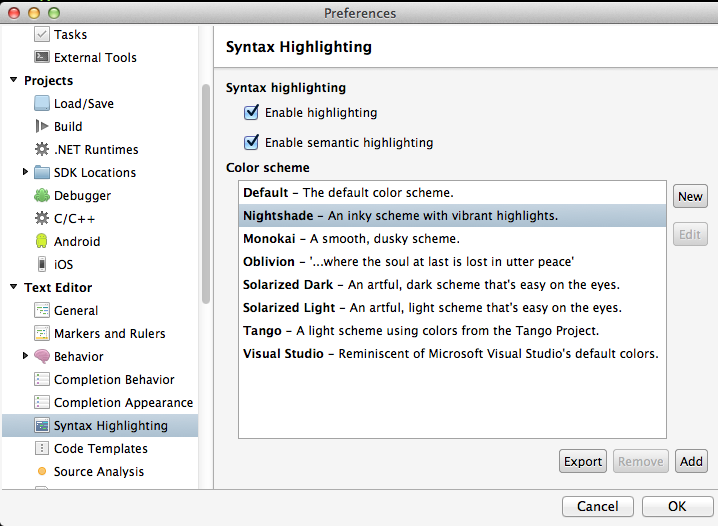 Preferences
Tasks
External Tools
Projects
Load/Save
Build
.NET Runtimes
SDK Locations
Debugger
C/C++
Android
iOS
Text Editor
General
Markers and Rulers
Behavior
Completion Behavior
Completion Appearance
Syntax Highlighting
Code Templates
Source Analysis
Syntax Highlighting
Syntax highlighting
Enable highlighting
Enable semantic highlighting
Color scheme
Default – The default color scheme.
Nightshade – An inky scheme with vibrant highlights.
Monokai – A smooth, dusky scheme.
Oblivion – '...where the soul at last is lost in utter peace'
Solarized Dark – An artful, dark scheme that's easy on the eyes.
Solarized Light – An artful, light scheme that's easy on the eyes.
Tango – A light scheme using colors from the Tango Project.
Visual Studio – Reminiscent of Microsoft Visual Studio's default colors.
New
Edit
Export Remove Add
Cancel OK